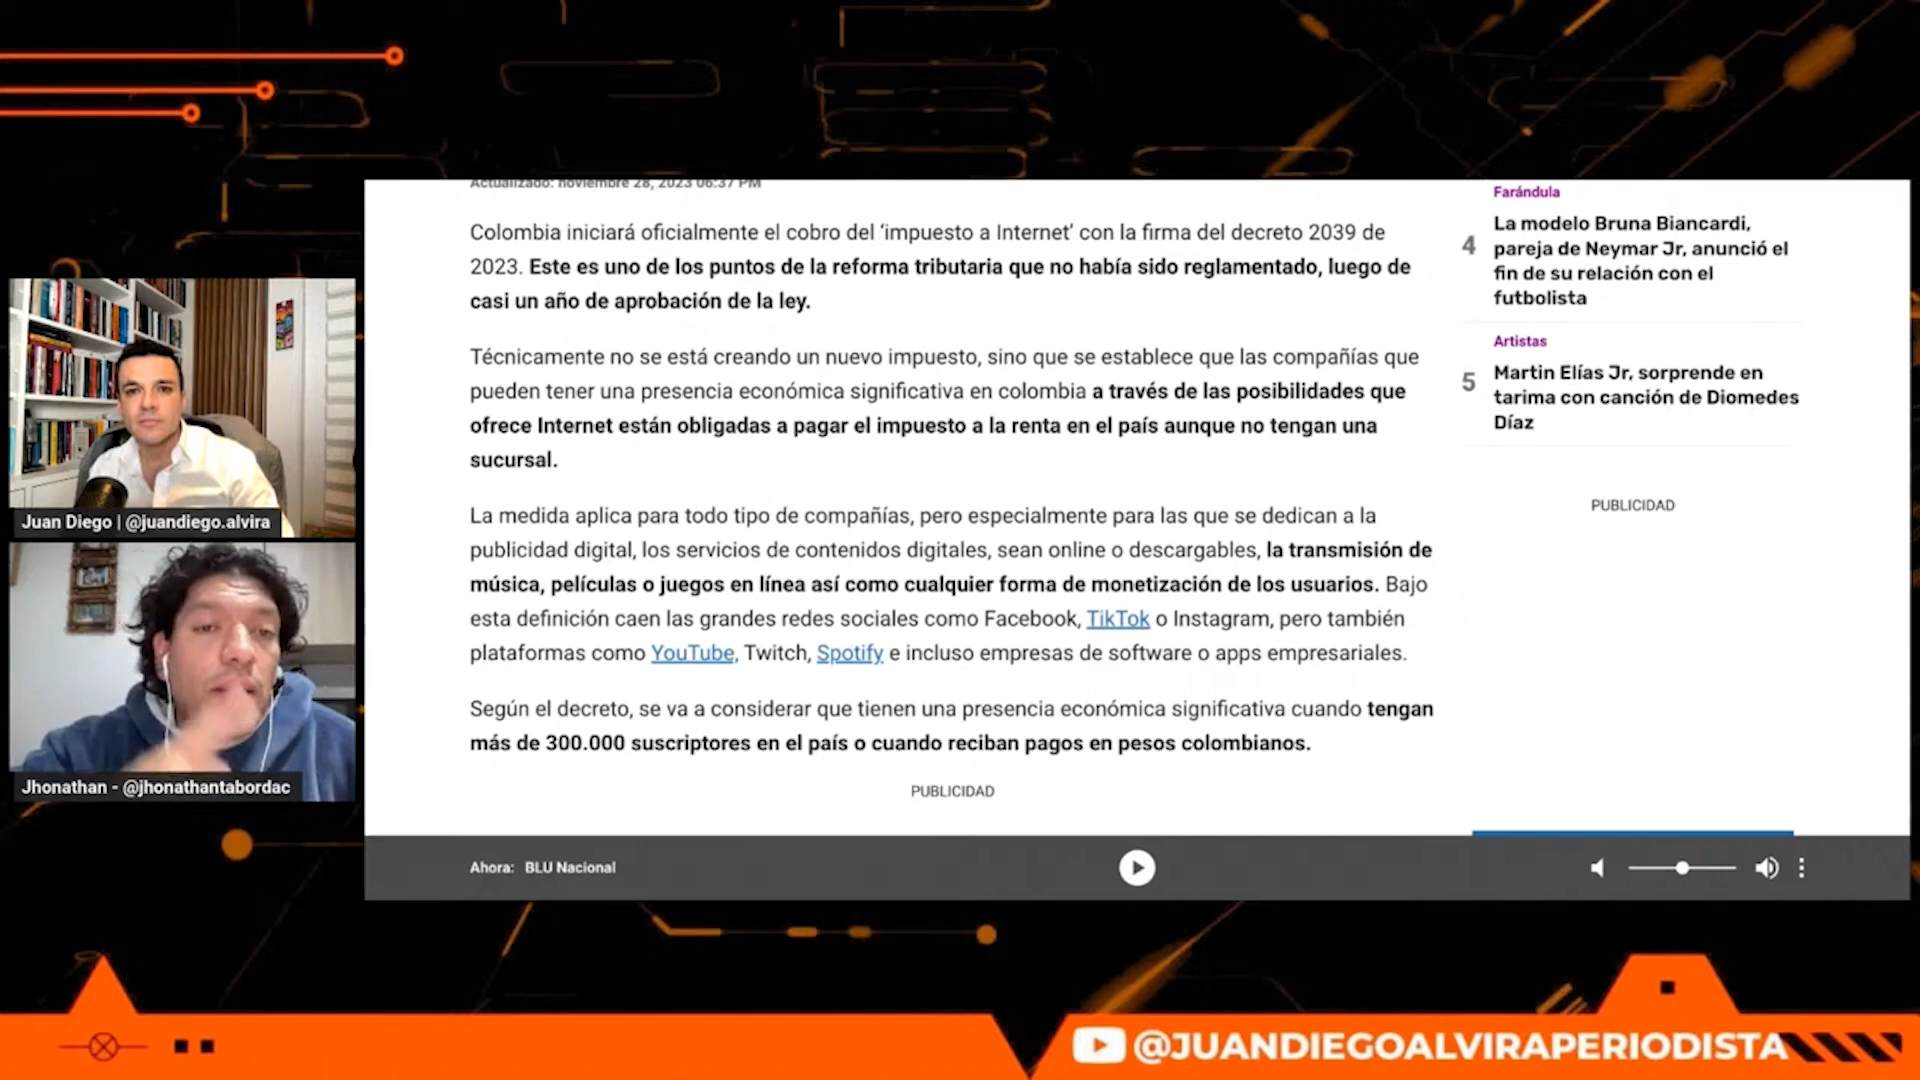 Actualizado: noviembre 28, 2023 06:37 PM
Colombia iniciará oficialmente el cobro del ‘impuesto a Internet’ con la firma del decreto 2039 de
2023. Este es uno de los puntos de la reforma tributaria que no había sido reglamentado, luego de
casi un año de aprobación de la ley.
Técnicamente no se está creando un nuevo impuesto, sino que se establece que las compañías que
pueden tener una presencia económica significativa en colombia a través de las posibilidades que
ofrece Internet están obligadas a pagar el impuesto a la renta en el país aunque no tengan una
sucursal.
La medida aplica para todo tipo de compañías, pero especialmente para las que se dedican a la
publicidad digital, los servicios de contenidos digitales, sean online o descargables, la transmisión de
música, películas o juegos en línea así como cualquier forma de monetización de los usuarios. Bajo
esta definición caen las grandes redes sociales como Facebook, TikTok o Instagram, pero también
plataformas como YouTube, Twitch, Spotify e incluso empresas de software o apps empresariales.
Según el decreto, se va a considerar que tienen una presencia económica significativa cuando tengan
más de 300.000 suscriptores en el país o cuando reciban pagos en pesos colombianos.
PUBLICIDAD
Farándula
4
La modelo Bruna Biancardi,
pareja de Neymar Jr, anunció el
fin de su relación con el
futbolista
Artistas
5
Martin Elías Jr, sorprende en
tarima con canción de Diomedes
Díaz
PUBLICIDAD
Juan Diego | @juandiego.alvira
Jhonathan - @jhonathantabordac
Ahora: BLU Nacional
@JUANDIEGOALVIRAPERIODISTA